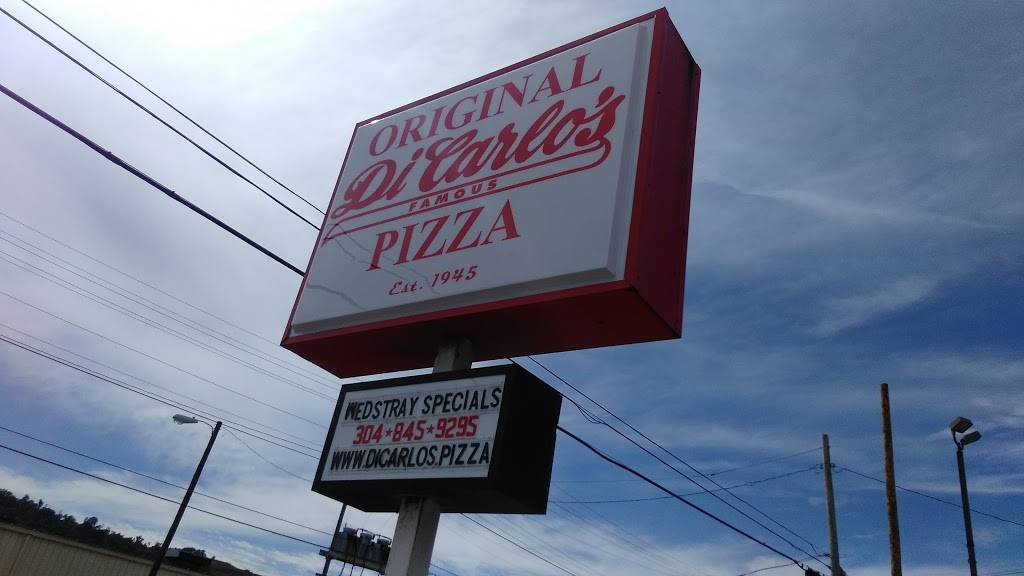 ORIGINAL
DiCarlo's
FAMOUS
PIZZA
Est. 1945
WEDSTRAY SPECIALS
304*845*9295
WWW.DICARLOS.PIZZA